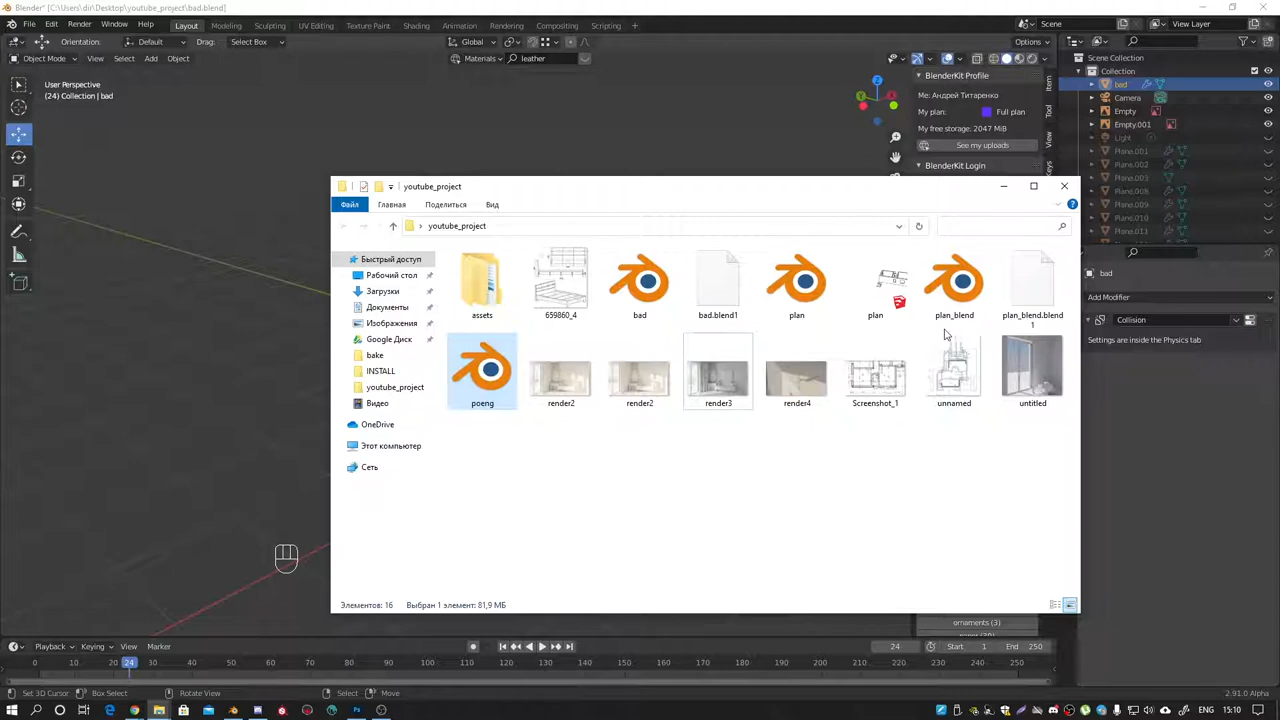 Blender* [C:\Users\dir\Desktop\youtube_project\bad.blend]
File Edit Render Window Help Layout Modeling Sculpting UV Editing Texture Paint Shading Animation Rendering Compositing Scripting + Scene View Layer
Orientation: Default Drag: Select Box Global Options
Object Mode View Select Add Object Materials leather
User Perspective
(24) Collection | bad
BlenderKit Profile
Me: Андрей Титаренко
My plan: Full plan
My free storage: 2047 MiB
See my uploads
BlenderKit Login
Item
Tool
View
Keys
Scene Collection
Collection
bad
Camera
Empty
Empty.001
Light
Plane.001
Plane.002
Plane.003
Plane.008
Plane.009
Plane.010
Plane.011
bad
Add Modifier
Collision
Settings are inside the Physics tab
youtube_project
Файл Главная Поделиться Вид
youtube_project
Быстрый доступ
Рабочий стол
Загрузки
Документы
Изображения
Google Диск
bake
INSTALL
youtube_project
Видео
OneDrive
Этот компьютер
Сеть
assets 659860_4 bad bad.blend1 plan plan plan_blend plan_blend.blend
1
poeng render2 render2 render3 render4 Screenshot_1 unnamed untitled
Элементов: 16 Выбран 1 элемент: 81,9 МБ
ornaments (3)
Playback Keying View Marker 24 Start 1 End 250
0 10 20 24 30 40 50 60 70 80 90 100 110 120 130 140 150 160 170 180 190 200 210 220 230 240 250
Set 3D Cursor Box Select Rotate View Select Move 2.91.0 Alpha
ENG 15:10